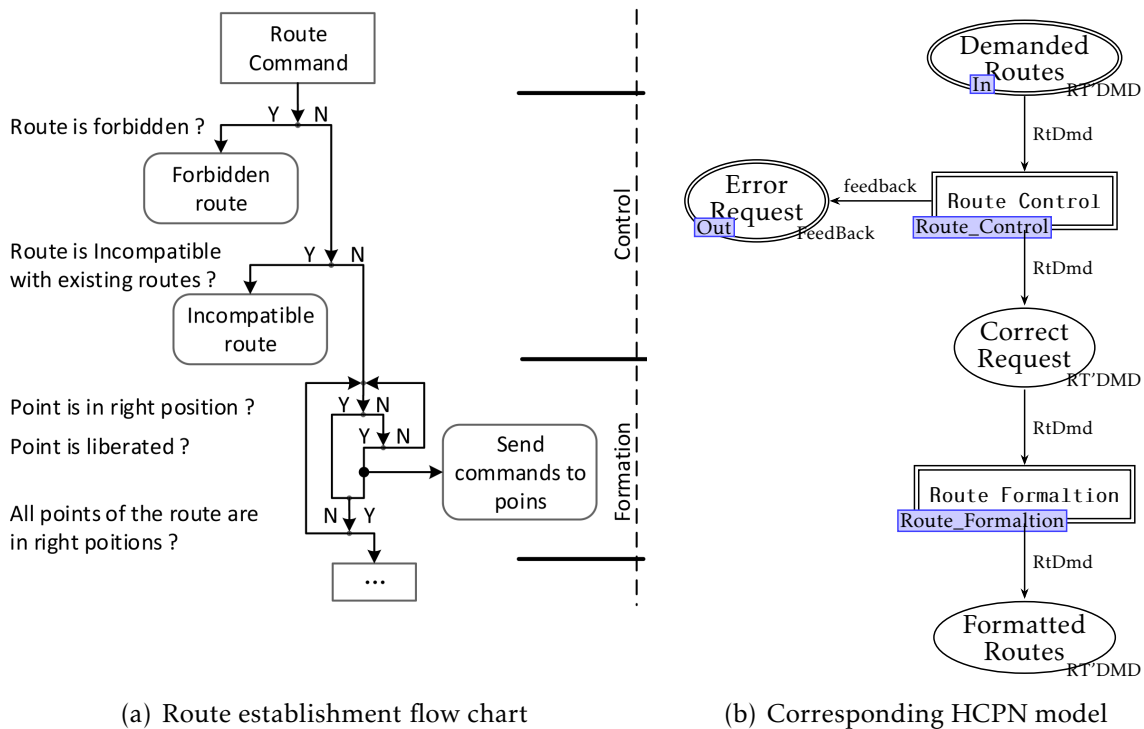 Route
Command
Y N
Route is forbidden ?
Forbidden
route
Route is Incompatible
with existing routes ?
Y N
Incompatible
route
Control
Point is in right position ?
Y N
Point is liberated ?
Y N
Send
commands to
poins
Formation
All points of the route are
in right poitions ?
N Y
...
(a) Route establishment flow chart
Demanded
Routes
In
RT'DMD
RtDmd
Error
Request
Out
FeedBack
feedback
Route Control
Route_Control
RtDmd
Correct
Request
RT'DMD
RtDmd
Route Formaltion
Route_Formaltion
RtDmd
Formatted
Routes
RT'DMD
(b) Corresponding HCPN model